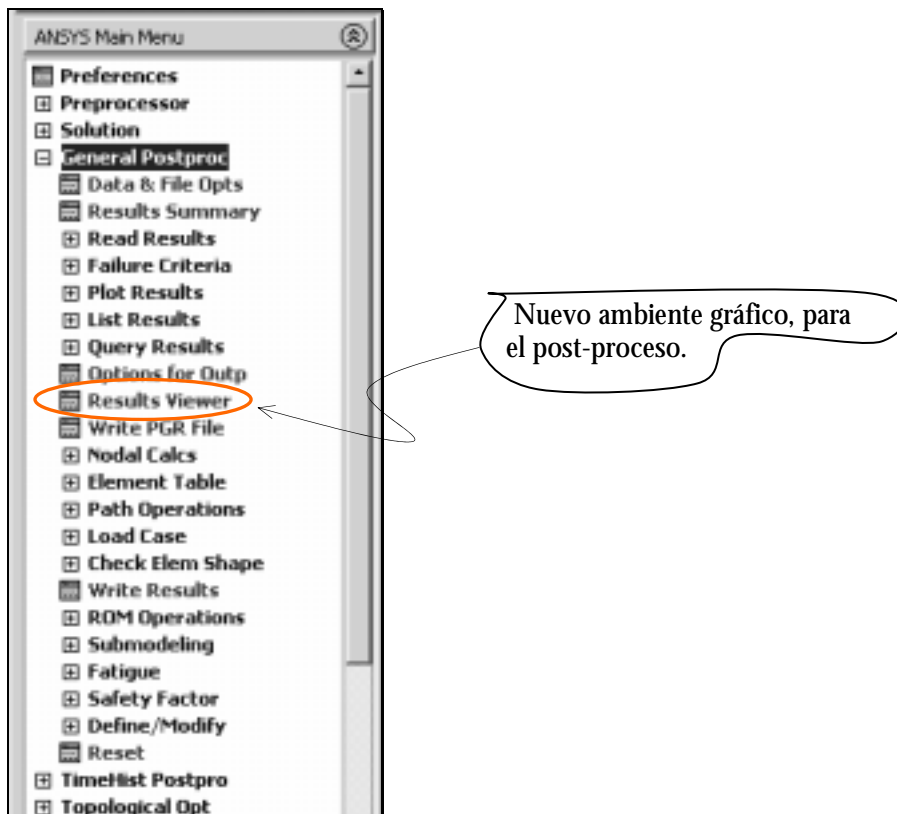 ANSYS Main Menu
Preferences
Preprocessor
Solution
General Postproc
Data & File Opts
Results Summary
Read Results
Failure Criteria
Plot Results
List Results
Query Results
Options for Outp
Results Viewer
Write PGR File
Nodal Calcs
Element Table
Path Operations
Load Case
Check Elem Shape
Write Results
ROM Operations
Submodeling
Fatigue
Safety Factor
Define/Modify
Reset
TimeHist Postpro
Topological Opt
Nuevo ambiente gráfico, para
el post-proceso.